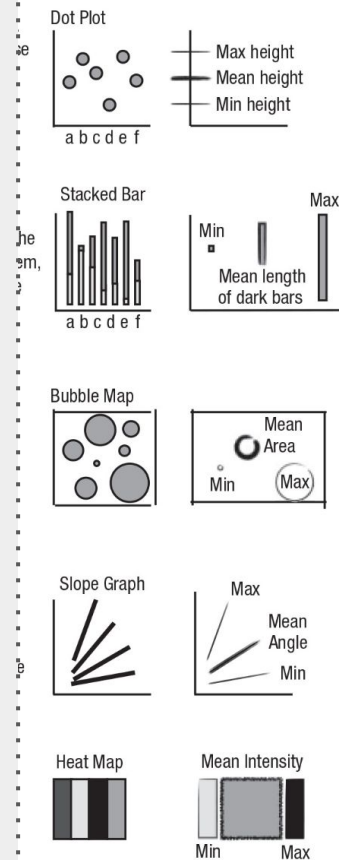 Dot Plot
Max height
Mean height
Min height
a b c d e f
Stacked Bar
Max
Min
Mean length
of dark bars
a b c d e f
Bubble Map
Mean
Area
Min
Max
Slope Graph
Max
Mean
Angle
Min
Heat Map
Mean Intensity
Min
Max